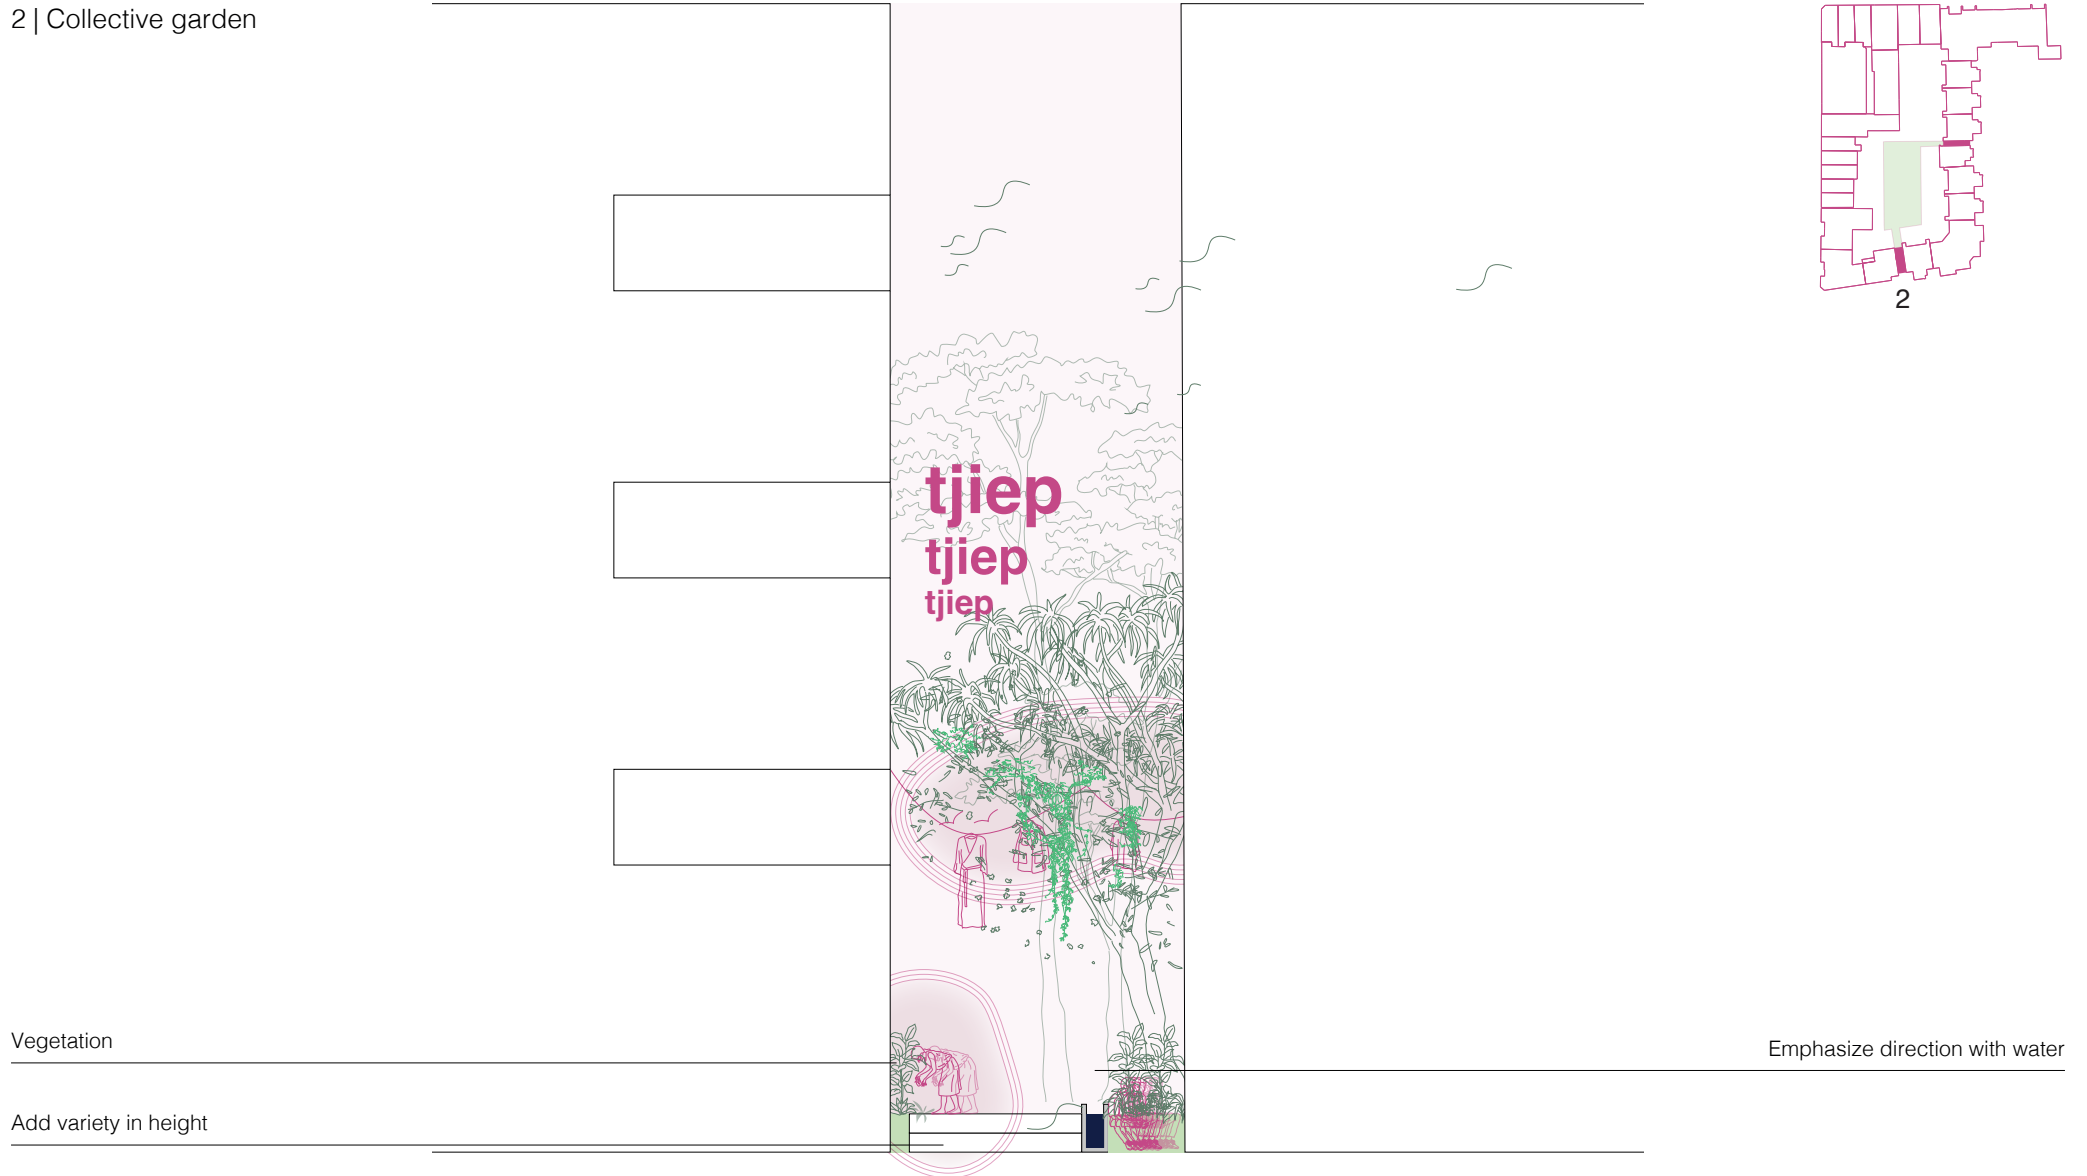 2 | Collective garden
2
tjiep
tjiep
tjiep
Vegetation
Emphasize direction with water
Add variety in height